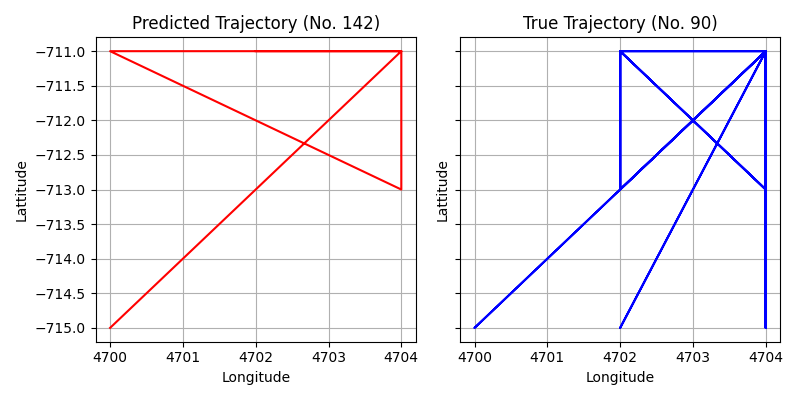 Predicted Trajectory (No. 142)
True Trajectory (No. 90)
−711.0
−711.5
−712.0
−712.5
−713.0
−713.5
−714.0
−714.5
−715.0
Lattitude
Lattitude
4700 4701 4702 4703 4704
4700 4701 4702 4703 4704
Longitude
Longitude